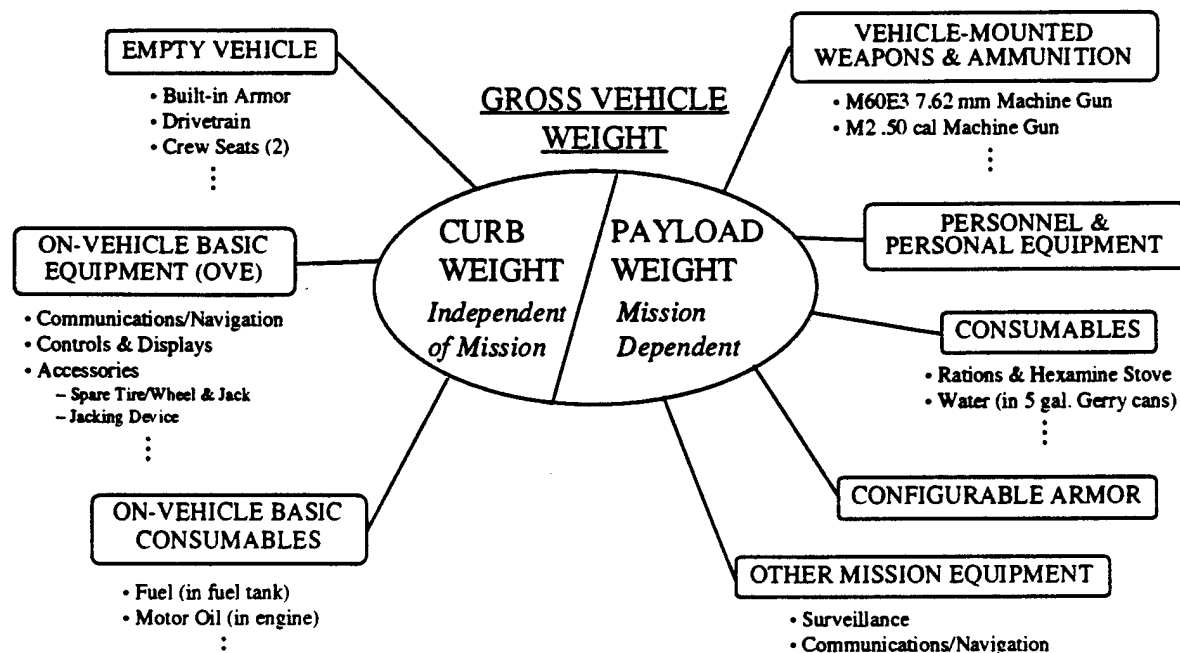 EMPTY VEHICLE
• Built-in Armor
• Drivetrain
• Crew Seats (2)
ON-VEHICLE BASIC
EQUIPMENT (OVE)
• Communications/Navigation
• Controls & Displays
• Accessories
– Spare Tire/Wheel & Jack
– Jacking Device
ON-VEHICLE BASIC
CONSUMABLES
• Fuel (in fuel tank)
• Motor Oil (in engine)
GROSS VEHICLE
WEIGHT
CURB
WEIGHT
Independent
of Mission
PAYLOAD
WEIGHT
Mission
Dependent
VEHICLE-MOUNTED
WEAPONS & AMMUNITION
• M60E3 7.62 mm Machine Gun
• M2 .50 cal Machine Gun
PERSONNEL &
PERSONAL EQUIPMENT
CONSUMABLES
• Rations & Hexamine Stove
• Water (in 5 gal. Gerry cans)
CONFIGURABLE ARMOR
OTHER MISSION EQUIPMENT
• Surveillance
• Communications/Navigation